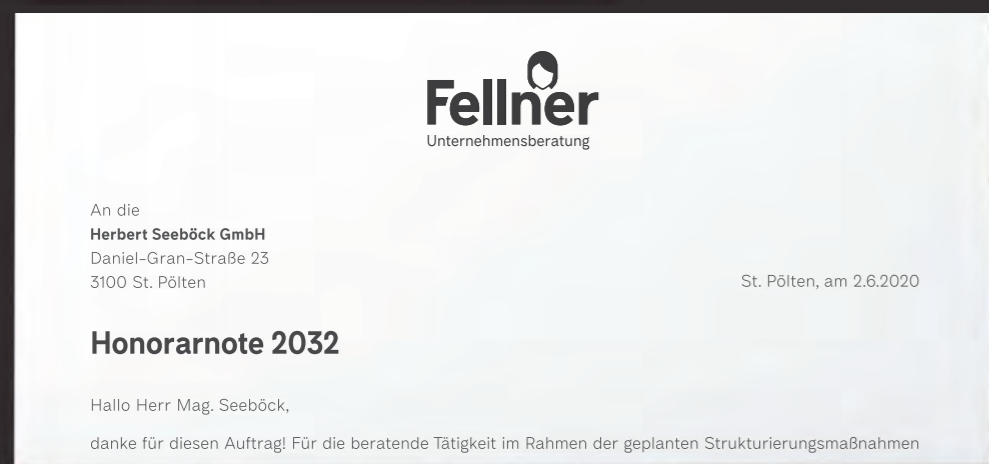 Fellner
Unternehmensberatung
An die
Herbert Seeböck GmbH
Daniel-Gran-Straße 23
3100 St. Pölten
St. Pölten, am 2.6.2020
Honorarnote 2032
Hallo Herr Mag. Seeböck,
danke für diesen Auftrag! Für die beratende Tätigkeit im Rahmen der geplanten Strukturierungsmaßnahmen